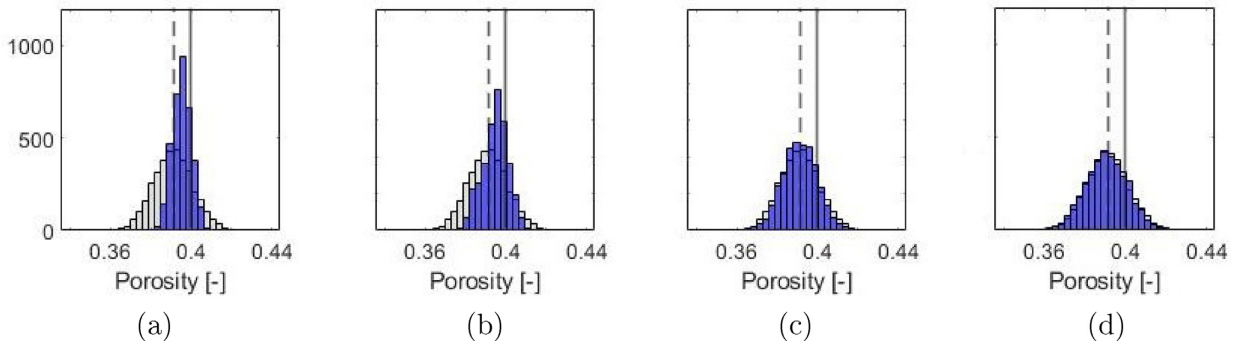 1000
500
0
0.36 0.4 0.44 0.36 0.4 0.44 0.36 0.4 0.44 0.36 0.4 0.44
Porosity [-] Porosity [-] Porosity [-] Porosity [-]
(a) (b) (c) (d)